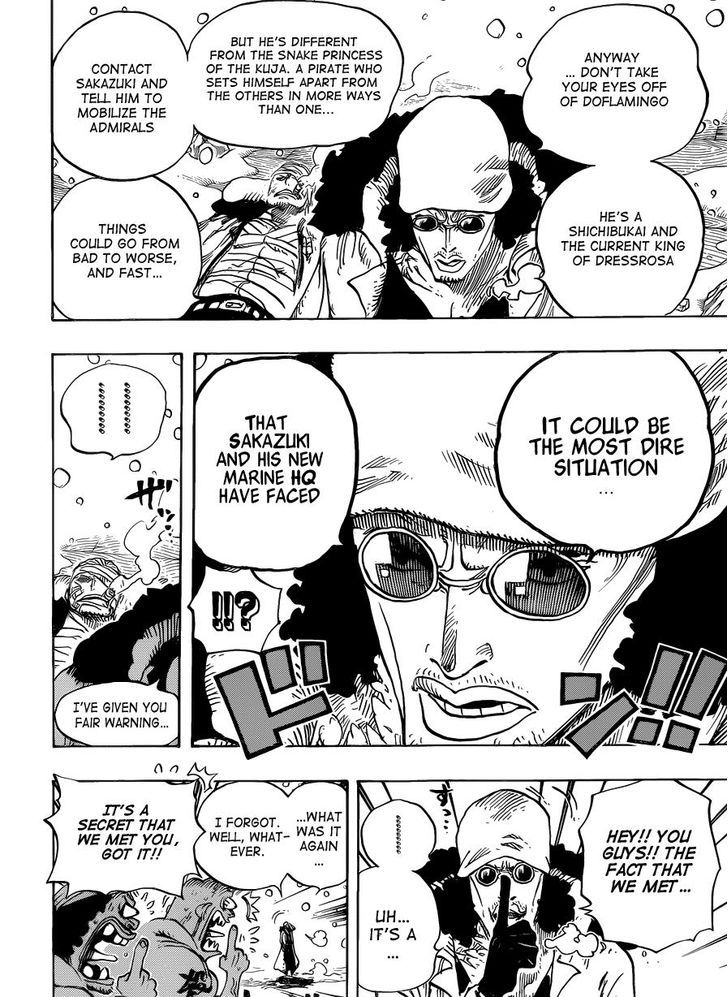 ANYWAY
... DON'T TAKE
YOUR EYES OFF
OF DOFLAMINGO
HE'S A
SHICHIBUKAI AND
THE CURRENT KING
OF DRESSROSA
BUT HE'S DIFFERENT
FROM THE SNAKE PRINCESS
OF THE KUJA. A PIRATE WHO
SETS HIMSELF APART FROM
THE OTHERS IN MORE WAYS
THAN ONE...
CONTACT
SAKAZUKI AND
TELL HIM TO
MOBILIZE THE
ADMIRALS
THINGS
COULD GO FROM
BAD TO WORSE,
AND FAST...
IT COULD BE
THE MOST DIRE
SITUATION
...
THAT
SAKAZUKI
AND HIS NEW
MARINE HQ
HAVE FACED
!!?
ドン!!
I'VE GIVEN YOU
FAIR WARNING...
HEY!! YOU
GUYS!! THE
FACT THAT
WE MET...
UH...
IT'S A
...
...WHAT
WAS IT
AGAIN
...
I FORGOT.
WELL, WHAT-
EVER.
IT'S A
SECRET THAT
WE MET YOU,
GOT IT!!